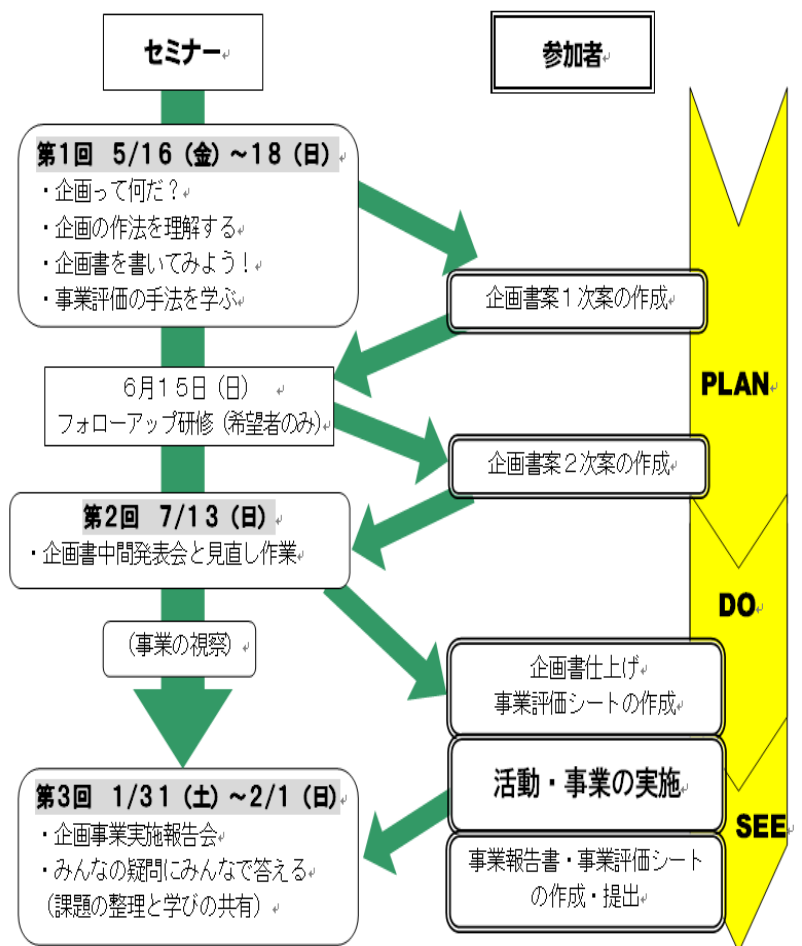 セミナー
参加者
第1回 5/16（金）～18（日）
・企画って何だ？
・企画の作法を理解する
・企画書を書いてみよう！
・事業評価の手法を学ぶ
企画書案１次案の作成
PLAN
６月１５日（日）
フォローアップ研修（希望者のみ）
企画書案２次案の作成
第2回 7/13（日）
・企画書中間発表会と見直し作業
DO
（事業の視察）
企画書仕上げ
事業評価シートの作成
活動・事業の実施
第3回 1/31（土）～2/1（日）
・企画事業実施報告会
・みんなの疑問にみんなで答える
（課題の整理と学びの共有）
SEE
事業報告書・事業評価シート
の作成・提出